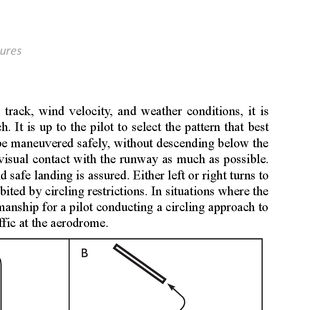 ures
track, wind velocity, and weather conditions, it is
h. It is up to the pilot to select the pattern that best
be maneuvered safely, without descending below the
visual contact with the runway as much as possible.
d safe landing is assured. Either left or right turns to
bited by circling restrictions. In situations where the
manship for a pilot conducting a circling approach to
ffic at the aerodrome.
B